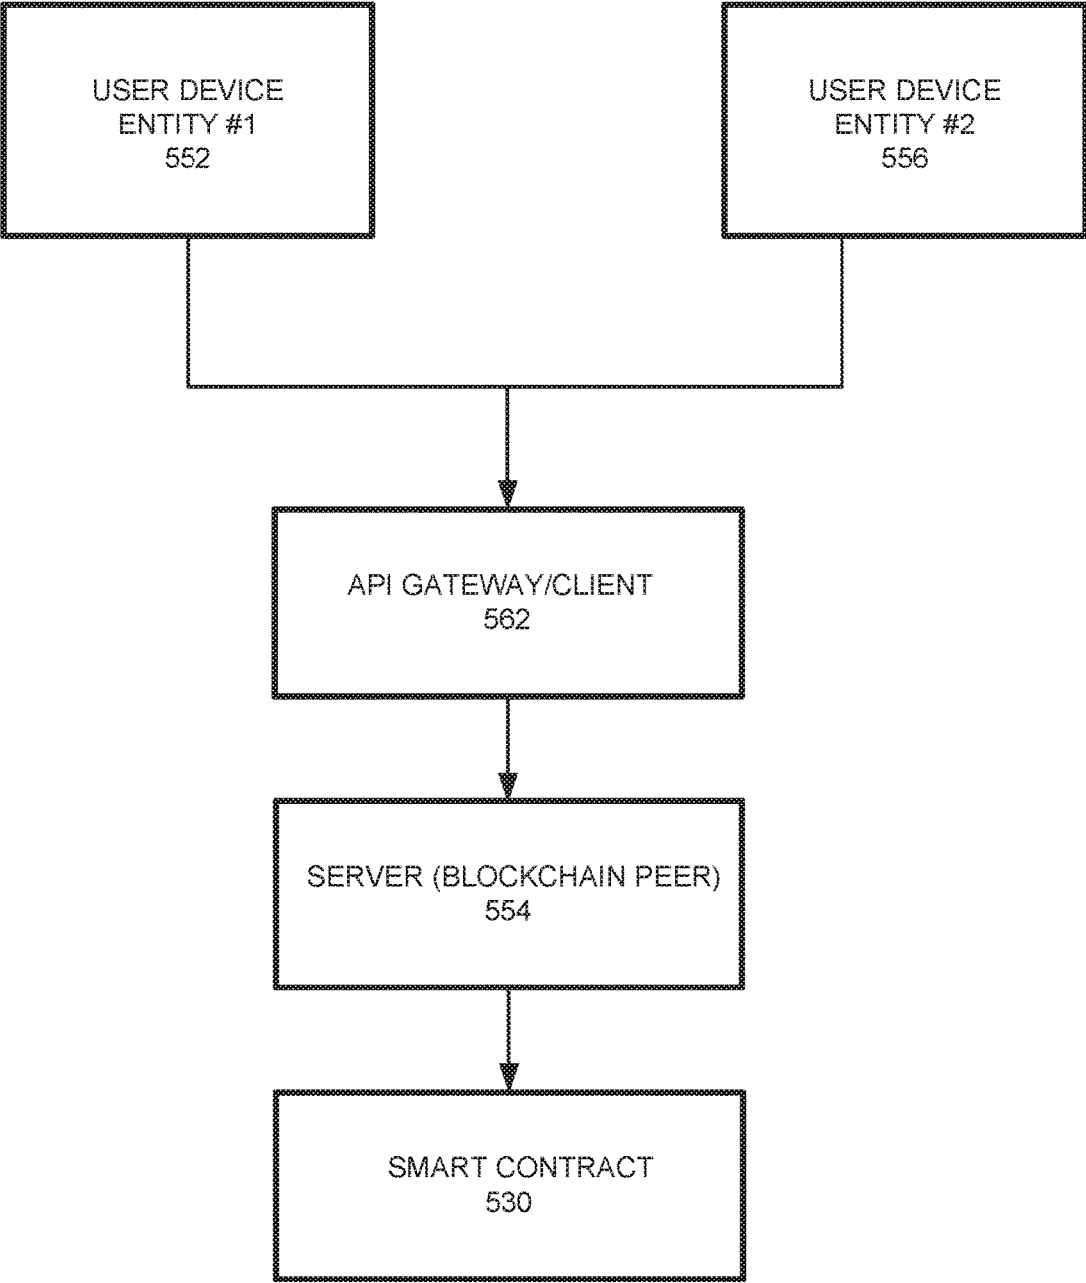 USER DEVICE
ENTITY #1
552
USER DEVICE
ENTITY #2
556
API GATEWAY/CLIENT
562
SERVER (BLOCKCHAIN PEER)
554
SMART CONTRACT
530